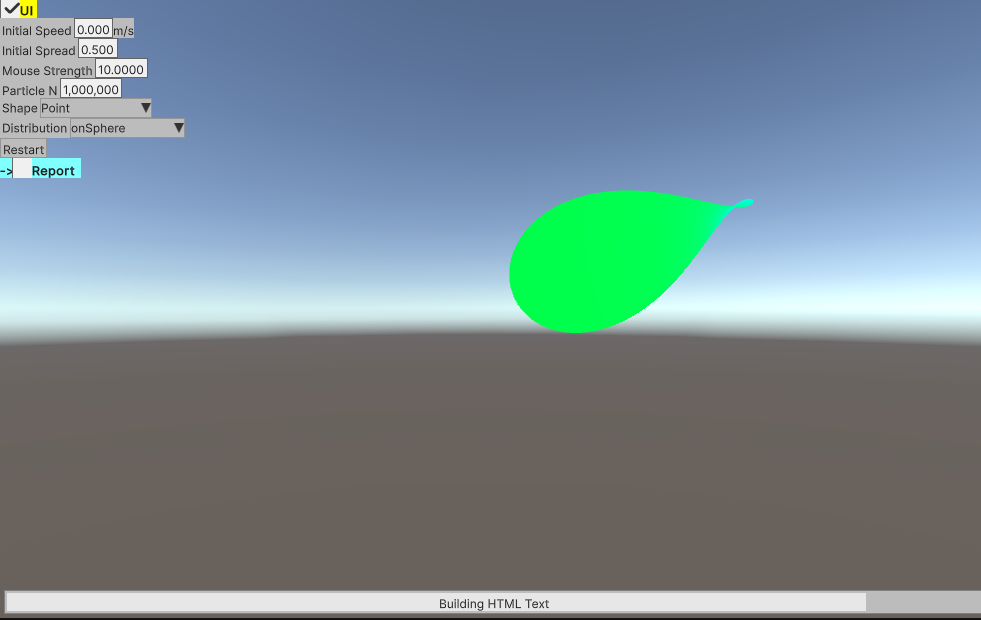 UI
Initial Speed 0.000 m/s
Initial Spread 0.500
Mouse Strength 10.0000
Particle N 1,000,000
Shape Point
Distribution onSphere
Restart
-> Report
Building HTML Text